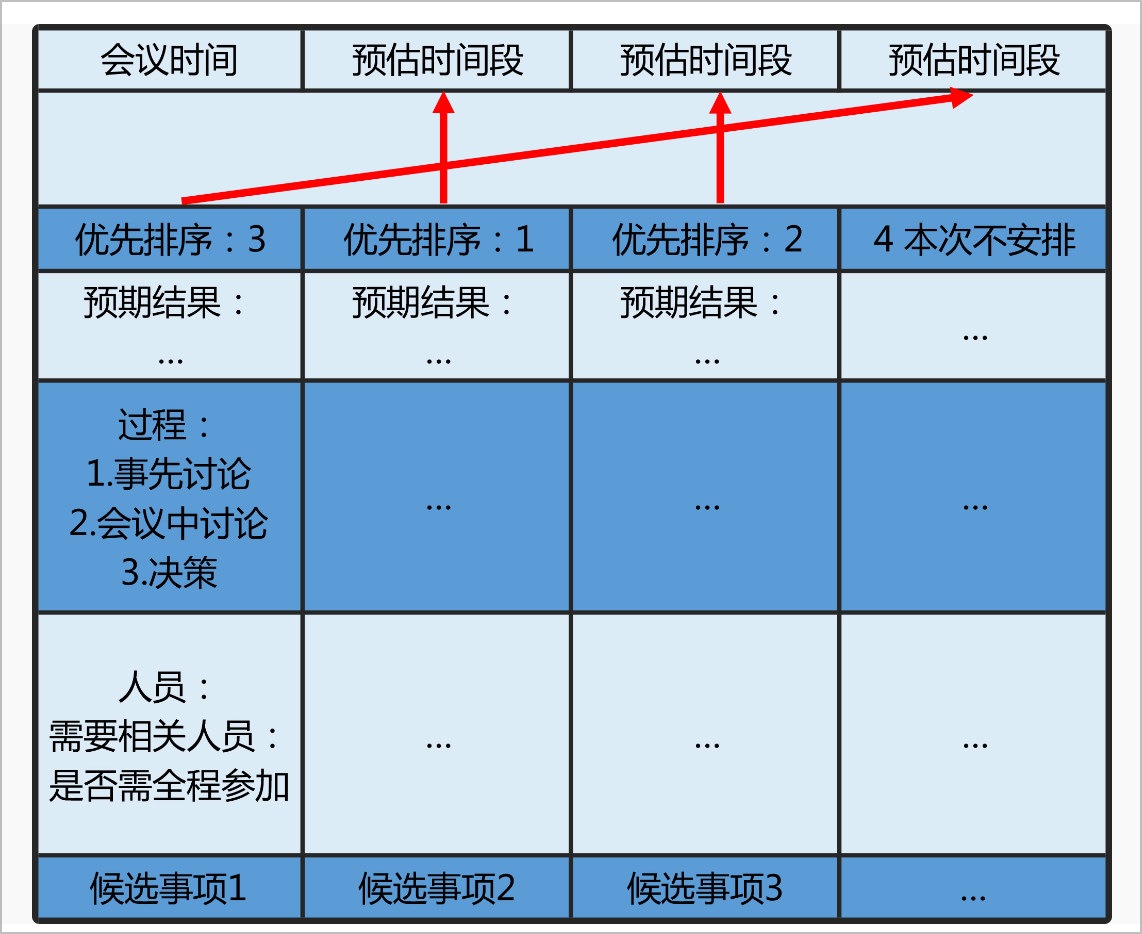 会议时间
预估时间段
预估时间段
预估时间段
优先排序：3
优先排序：1
优先排序：2
4 本次不安排
预期结果：
...
预期结果：
...
预期结果：
...
...
过程：
1.事先讨论
2.会议中讨论
3.决策
...
...
...
人员：
需要相关人员：
是否需全程参加
...
...
...
候选事项1
候选事项2
候选事项3
...